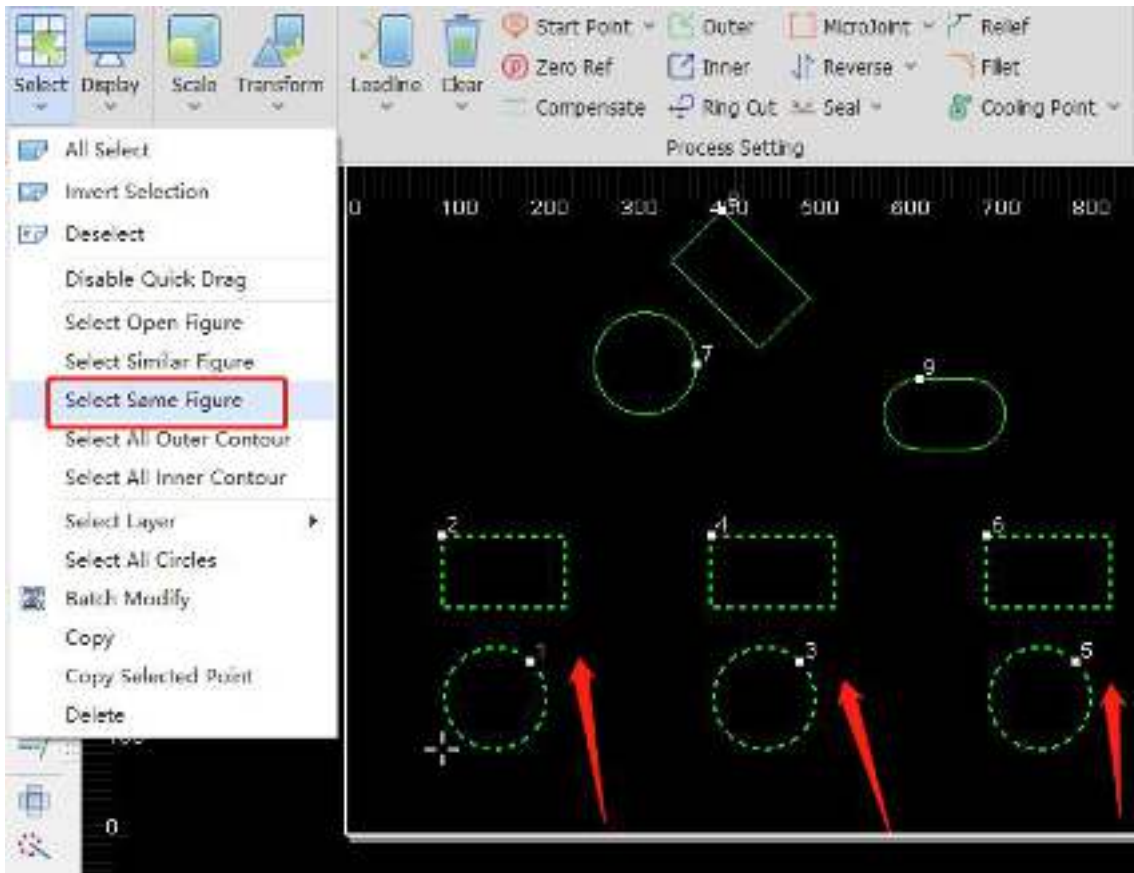 Start Point Outer MicroJoint Relief
Zero Ref Inner Reverse Fillet
Select Display Scale Transform Leadline Clear
Compensate Ring Cut Seal Cooling Point
Process Setting
All Select
Invert Selection
Deselect
Disable Quick Drag
Select Open Figure
Select Similar Figure
Select Same Figure
Select All Outer Contour
Select All Inner Contour
Select Layer
Select All Circles
Batch Modify
Copy
Copy Selected Point
Delete
0 100 200 300 400 500 600 700 800
7
9
2 4 6
1 3 5
0